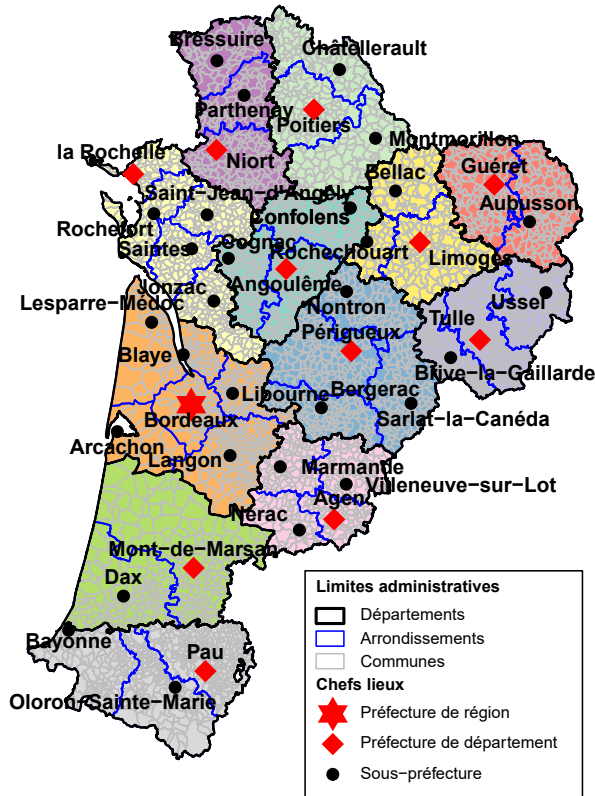 Bressuire
Châtellerault
Parthenay
Poitiers
Montmorillon
la Rochelle
Niort
Bellac
Guéret
Saint−Jean−d'Angély
Aubusson
Rochefort
Confolens
Saintes
Cognac
Rochechouart
Limoges
Jonzac
Angoulême
Lesparre−Médoc
Nontron
Ussel
Tulle
Périgueux
Blaye
Brive−la−Gaillarde
Libourne
Bergerac
Bordeaux
Sarlat−la−Canéda
Arcachon
Langon
Marmande
Villeneuve−sur−Lot
Agen
Nérac
Mont−de−Marsan
Dax
Bayonne
Pau
Oloron−Sainte−Marie
Limites administratives
Départements
Arrondissements
Communes
Chefs lieux
Préfecture de région
Préfecture de département
Sous−préfecture